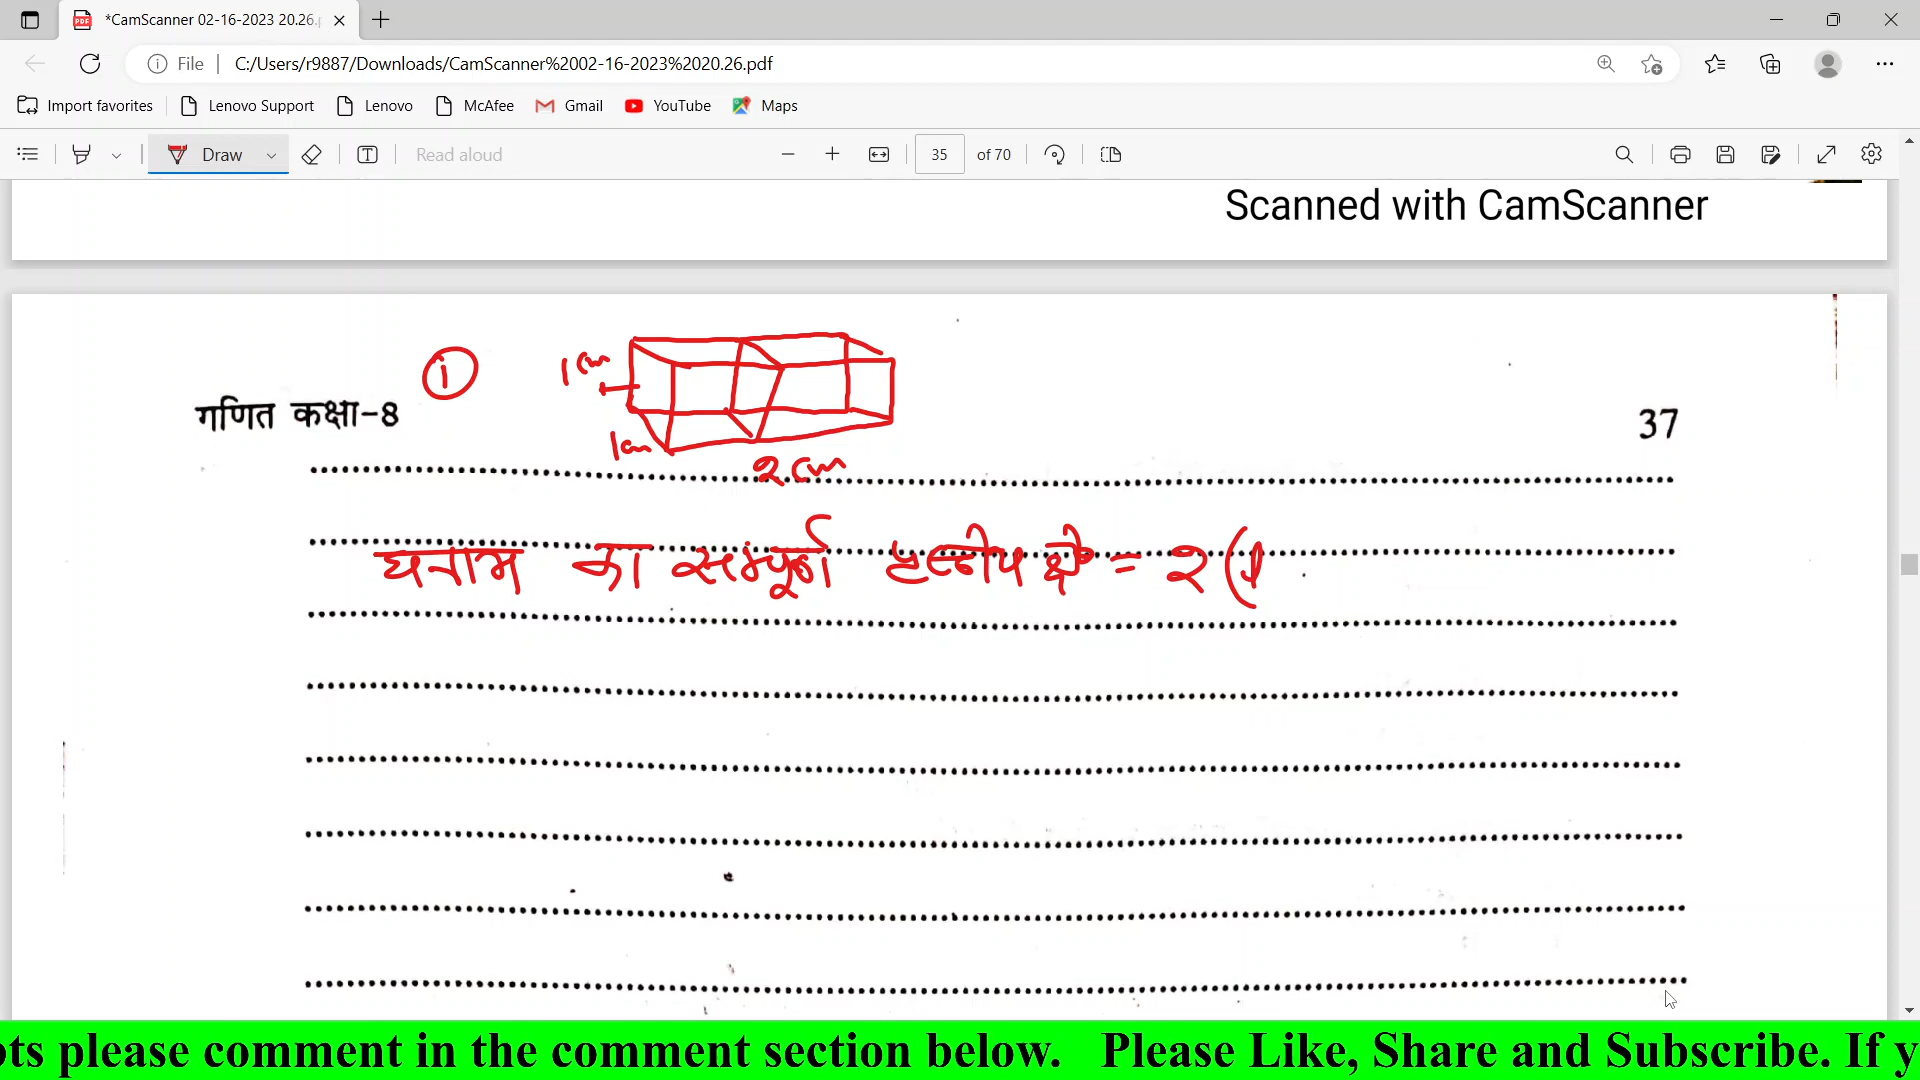 *CamScanner 02-16-2023 20.26.p
File C:/Users/r9887/Downloads/CamScanner%2002-16-2023%2020.26.pdf
Import favorites Lenovo Support Lenovo McAfee Gmail YouTube Maps
Draw Read aloud 35 of 70
Scanned with CamScanner
i
1cm
गणित कक्षा-8 37
1cm
2cm
घनाभ का सम्पूर्ण पृष्ठीय क्षे० = 2(l
ots please comment in the comment section below. Please Like, Share and Subscribe. If y